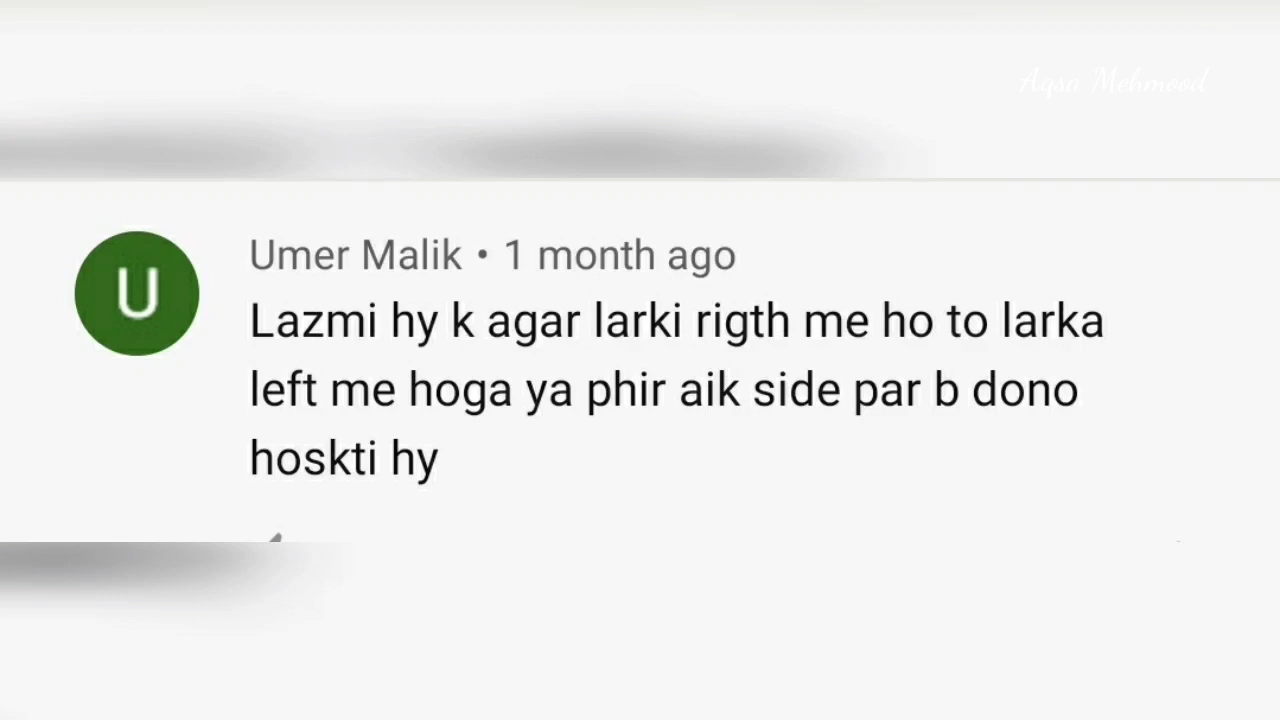 Aqsa Mehmood
U
Umer Malik • 1 month ago
Lazmi hy k agar larki rigth me ho to larka
left me hoga ya phir aik side par b dono
hoskti hy